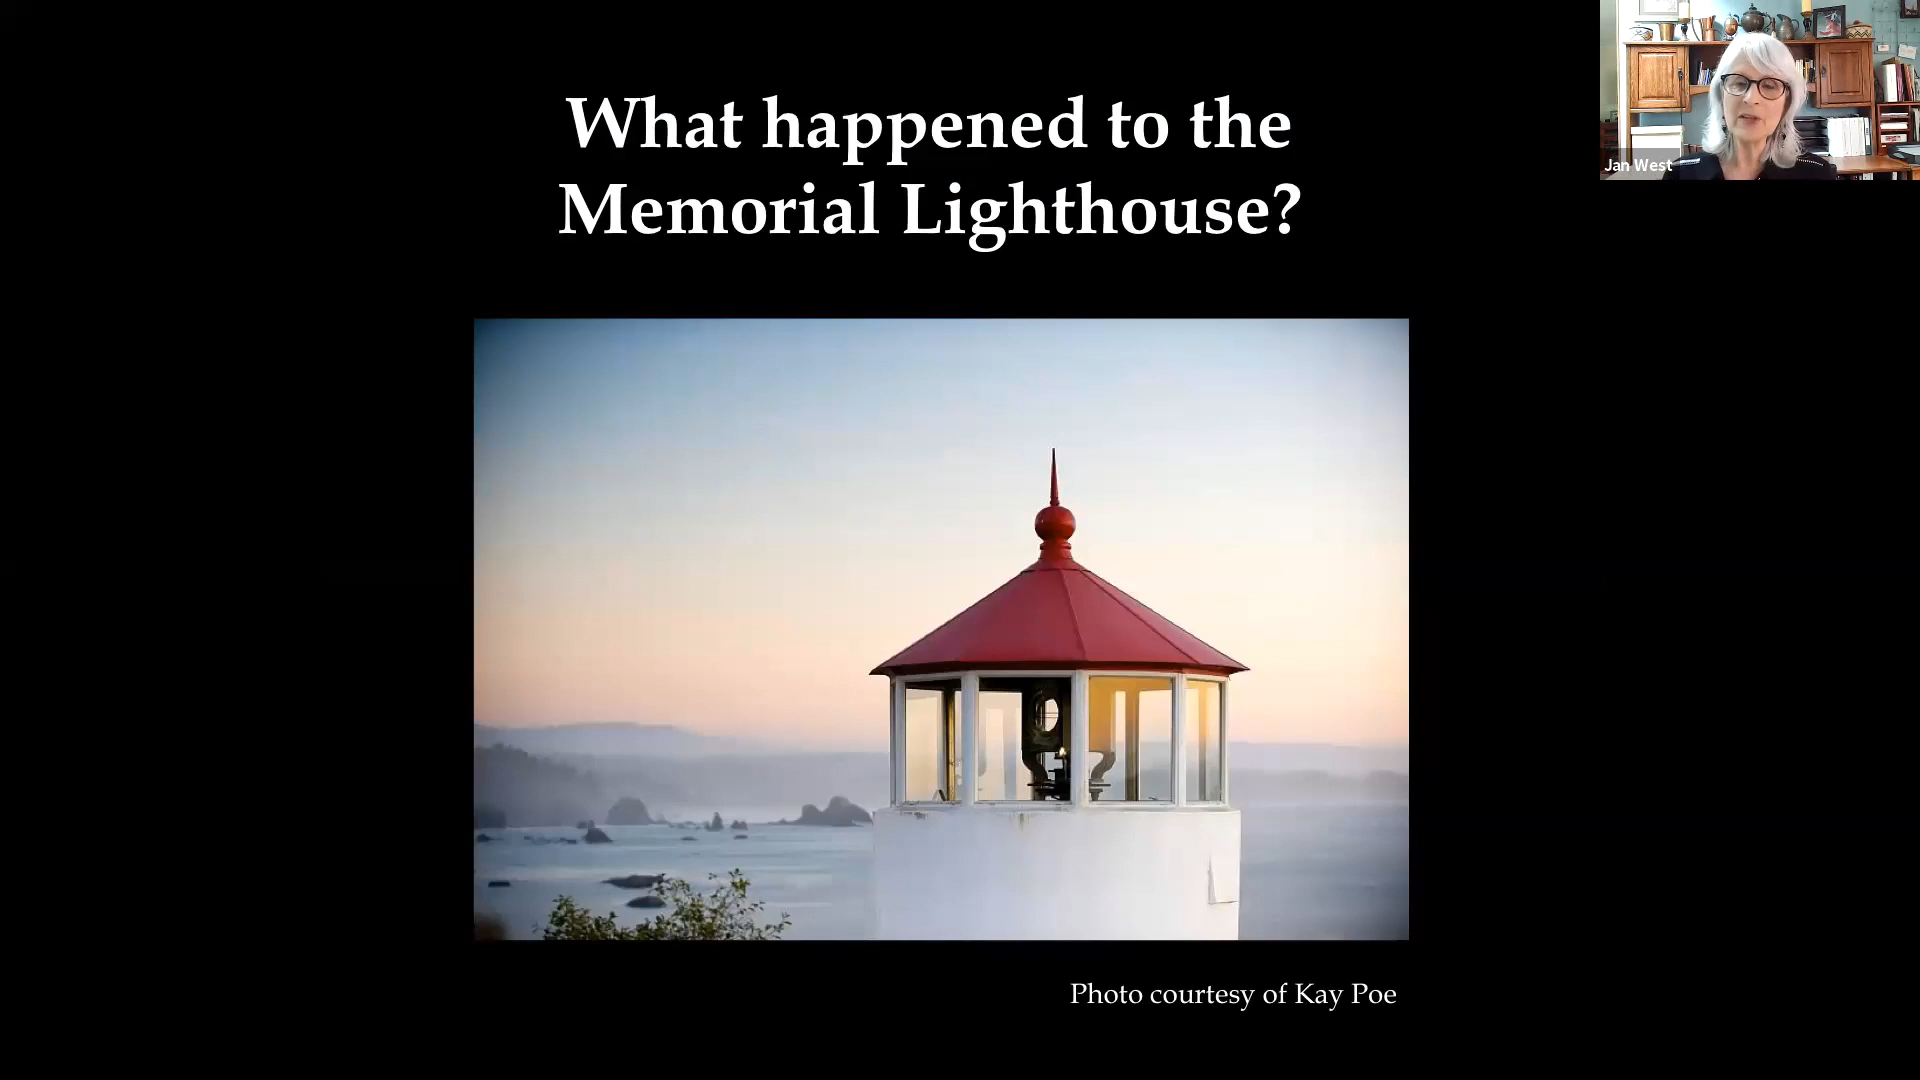 What happened to the
Memorial Lighthouse?
Jan West
Photo courtesy of Kay Poe